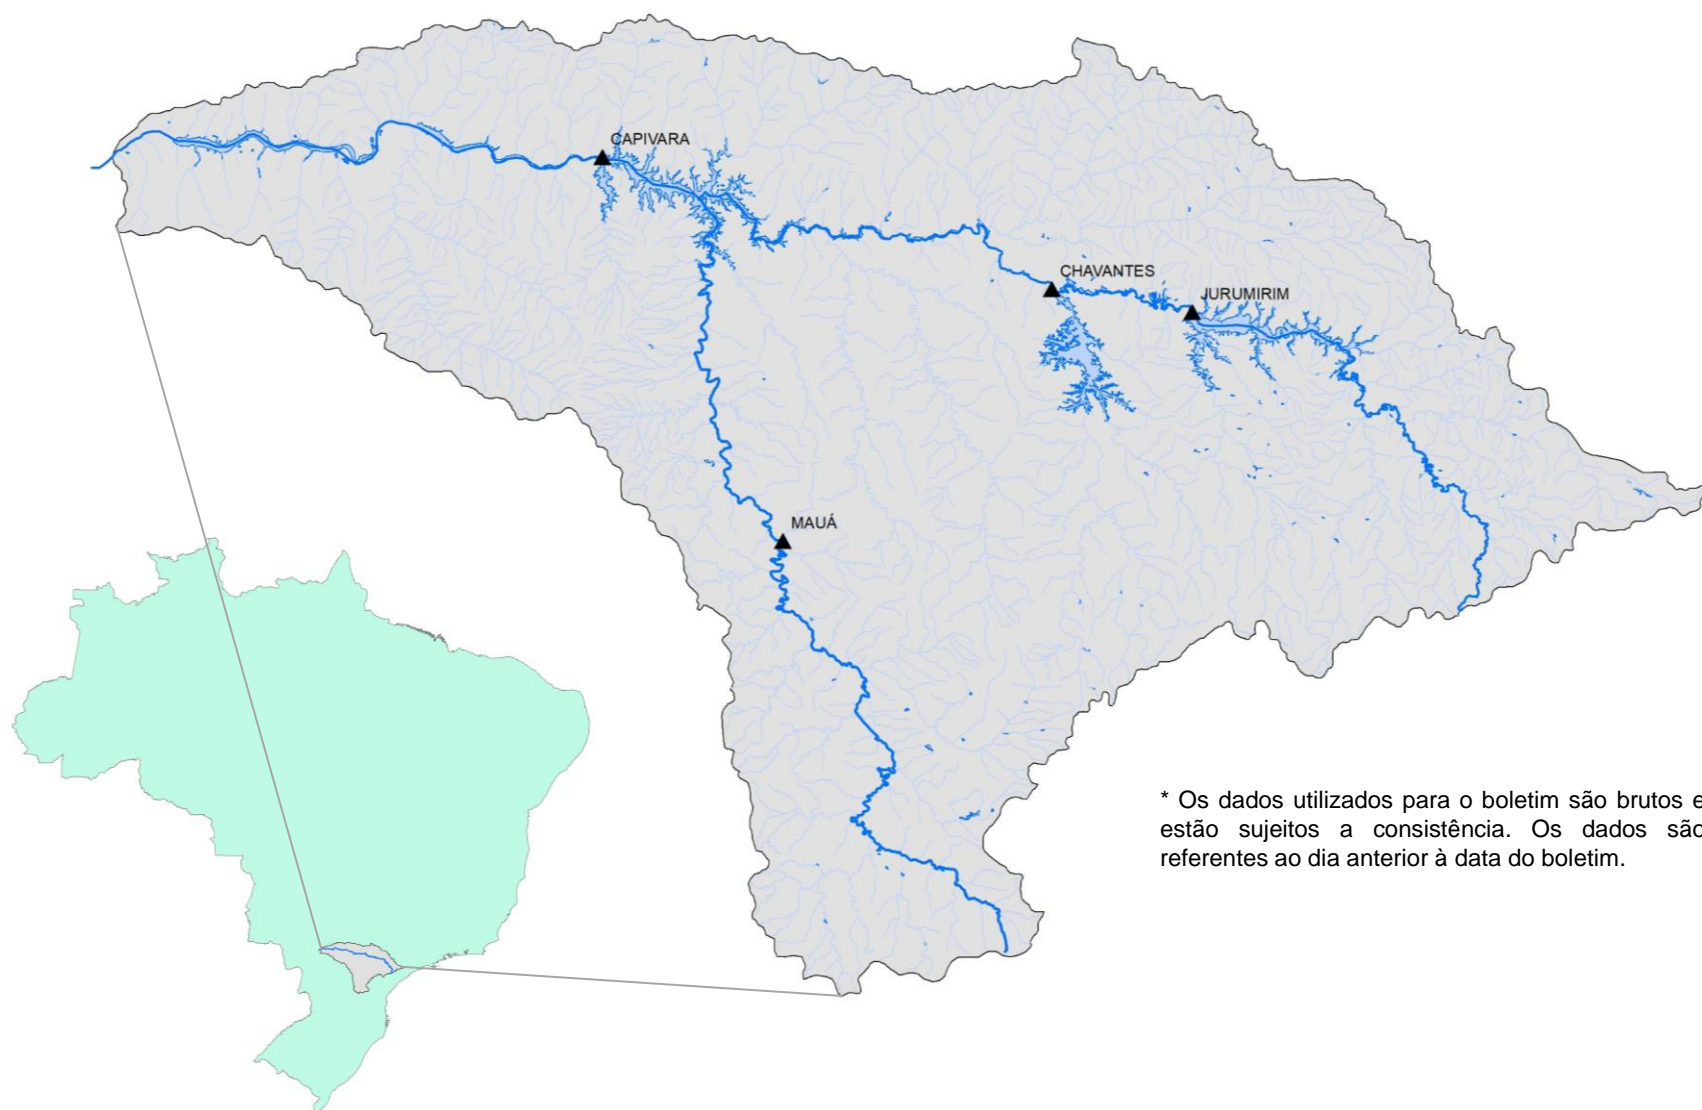 CAPIVARA
CHAVANTES
JURUMIRIM
MAUÁ
* Os dados utilizados para o boletim são brutos e
estão sujeitos a consistência. Os dados são
referentes ao dia anterior à data do boletim.